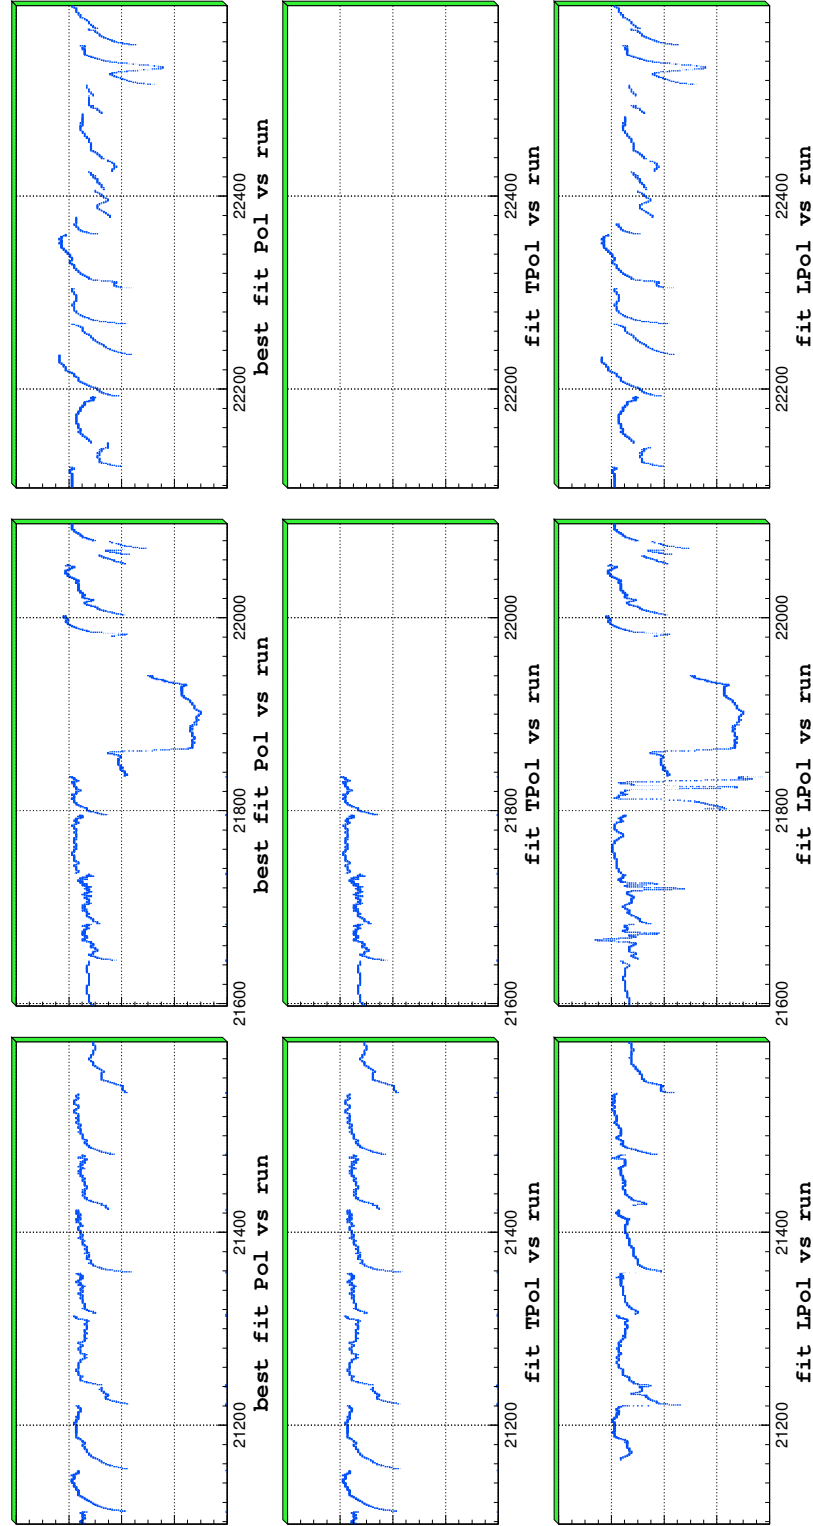 21200 21400 21600 21800 22000 22200 22400
best fit Pol vs run best fit Pol vs run best fit Pol vs run
21200 21400 21600 21800 22000 22200 22400
fit TPol vs run fit TPol vs run fit TPol vs run
21200 21400 21600 21800 22000 22200 22400
fit LPol vs run fit LPol vs run fit LPol vs run